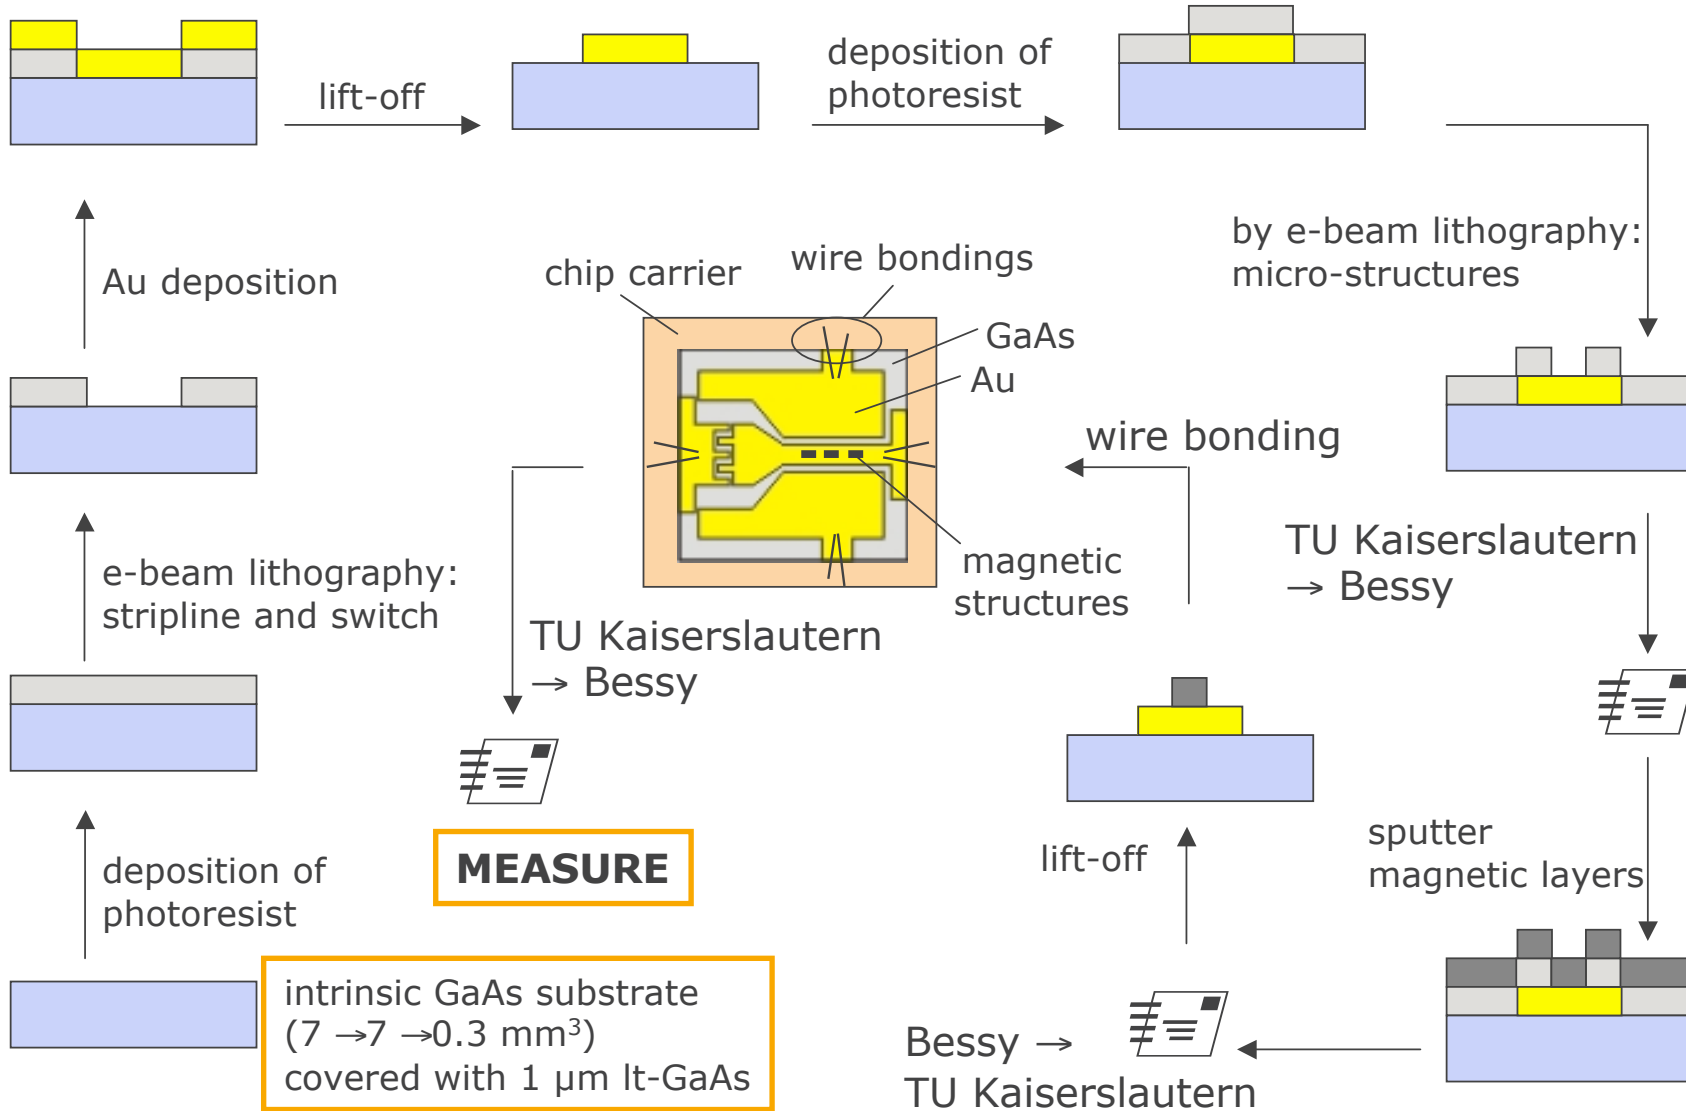 lift-off
deposition of
photoresist
by e-beam lithography:
micro-structures
Au deposition
chip carrier
wire bondings
GaAs
Au
wire bonding
TU Kaiserslautern
→ Bessy
e-beam lithography:
stripline and switch
magnetic
structures
TU Kaiserslautern
→ Bessy
sputter
magnetic layers
lift-off
deposition of
photoresist
MEASURE
intrinsic GaAs substrate
(7 →7 →0.3 mm³)
covered with 1 µm lt-GaAs
Bessy →
TU Kaiserslautern